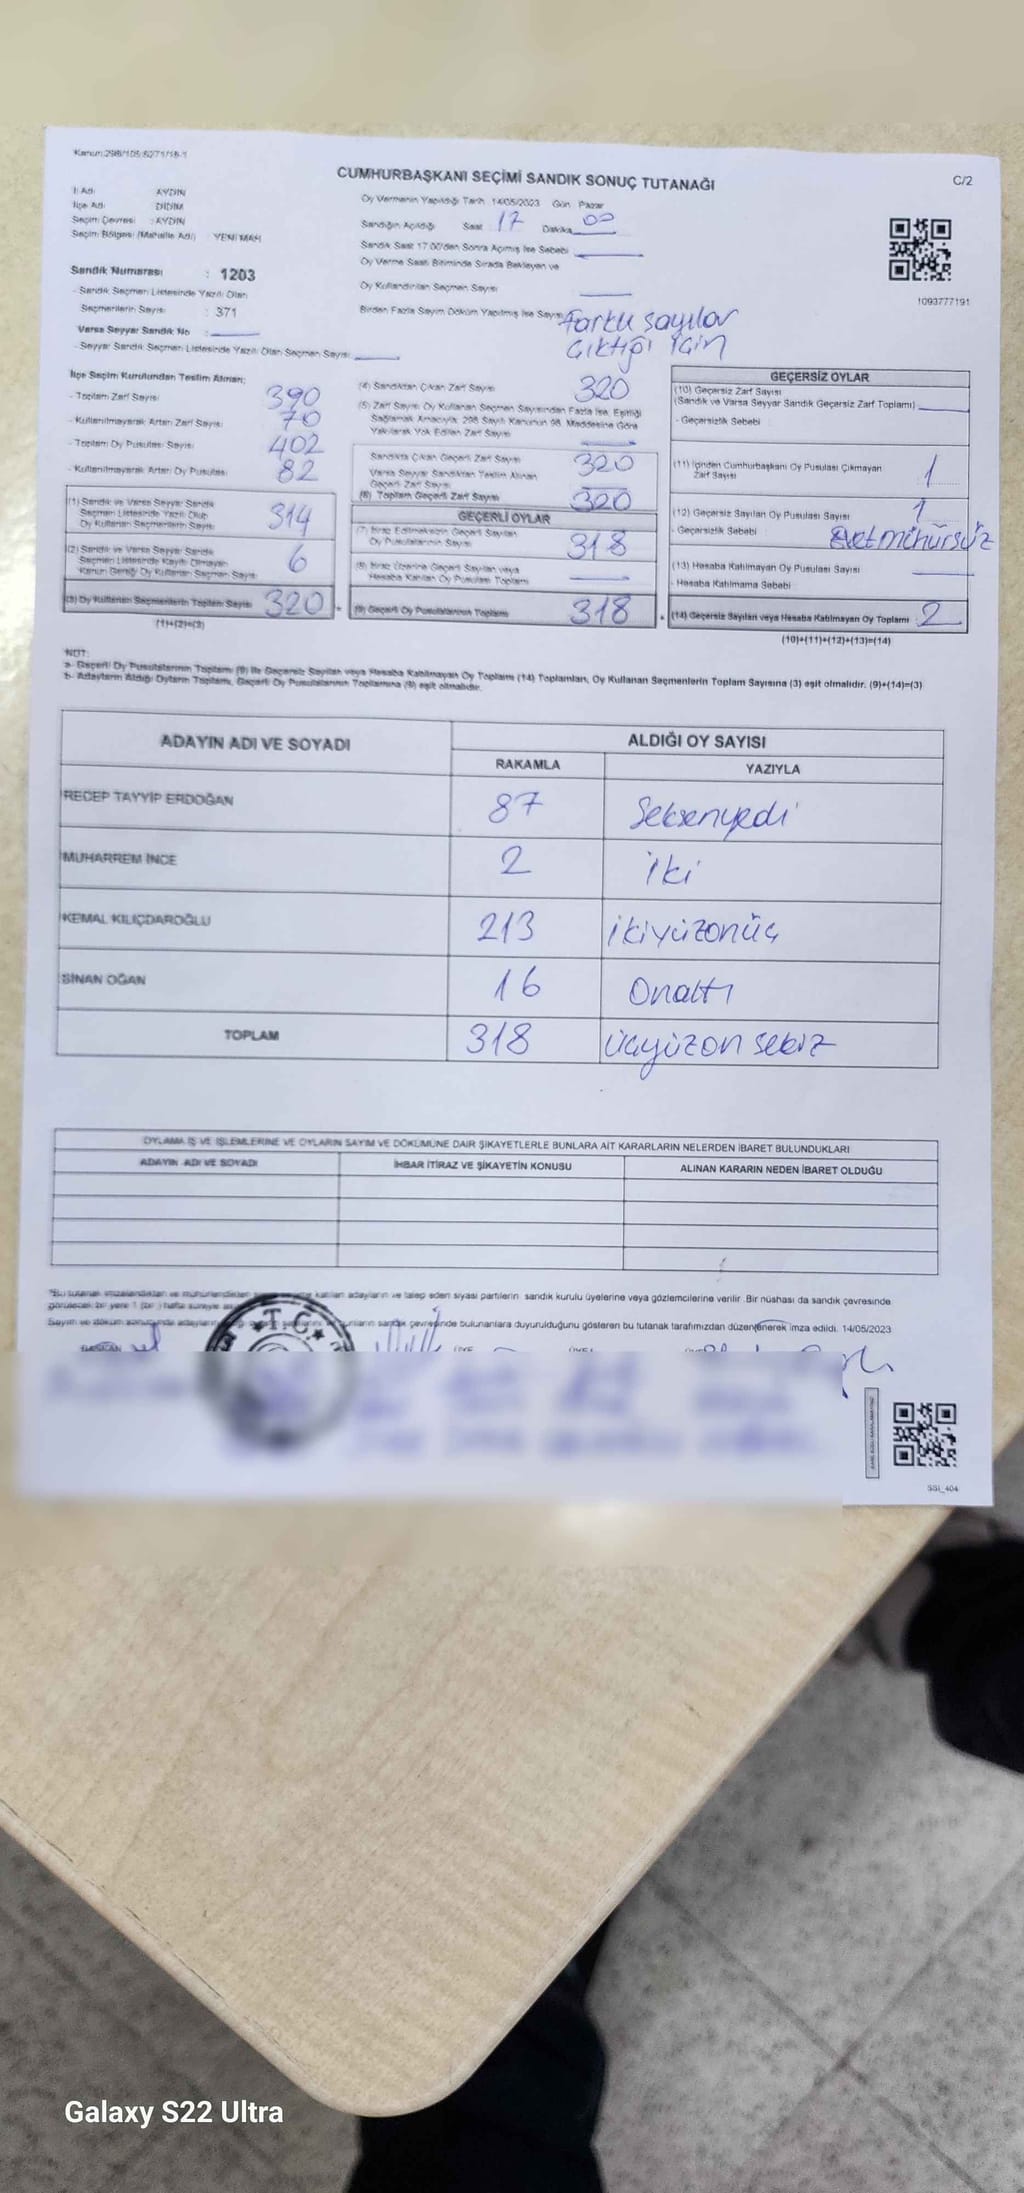 Kanun:298/105;6271/16-1
CUMHURBAŞKANI SEÇİMİ SANDIK SONUÇ TUTANAĞI
C/2
İl Adı : AYDIN
İlçe Adı : DİDİM
Seçim Çevresi : AYDIN
Seçim Bölgesi (Mahalle Adı) : YENİ MAH
Oy Vermenin Yapıldığı Tarih 14/05/2023 Gün Pazar
Sandığın Açıldığı Saat 17 Dakika 00
Sandık Saat 17.00'den Sonra Açılmış İse Sebebi
Oy Verme Saati Bitiminde Sırada Bekleyen ve
Oy Kullandırılan Seçmen Sayısı
Birden Fazla Sayım Döküm Yapılmış İse Sayısı Farklı sayılar
çıktığı için
1093777191
Sandık Numarası : 1203
- Sandık Seçmen Listesinde Yazılı Olan
Seçmenlerin Sayısı : 371
Varsa Seyyar Sandık No :
- Seyyar Sandık Seçmen Listesinde Yazılı Olan Seçmen Sayısı
İlçe Seçim Kurulundan Teslim Alınan;
- Toplam Zarf Sayısı 390
- Kullanılmayarak Artan Zarf Sayısı 70
- Toplam Oy Pusulası Sayısı 402
- Kullanılmayarak Artan Oy Pusulası 82
(1) Sandık ve Varsa Seyyar Sandık
Seçmen Listesinde Yazılı Olup
Oy Kullanan Seçmenlerin Sayısı 314
(2) Sandık ve Varsa Seyyar Sandık
Seçmen Listesinde Kayıtlı Olmayan
Kanun Gereği Oy Kullanan Seçmen Sayısı 6
(3) Oy Kullanan Seçmenlerin Toplam Sayısı 320
(1)+(2)=(3)
(4) Sandıktan Çıkan Zarf Sayısı 320
(5) Zarf Sayısı Oy Kullanan Seçmen Sayısından Fazla İse, Eşitliği
Sağlamak Amacıyla; 298 Sayılı Kanunun 98. Maddesine Göre
Yakılarak Yok Edilen Zarf Sayısı
Sandıkta Çıkan Geçerli Zarf Sayısı 320
Varsa Seyyar Sandıktan Teslim Alınan
Geçerli Zarf Sayısı
(6) Toplam Geçerli Zarf Sayısı 320
GEÇERLİ OYLAR
(7) İtiraz Edilmeksizin Geçerli Sayılan
Oy Pusulalarının Sayısı 318
(8) İtiraz Üzerine Geçerli Sayılan veya
Hesaba Katılan Oy Pusulası Toplamı
(9) Geçerli Oy Pusulalarının Toplamı 318
GEÇERSİZ OYLAR
(10) Geçersiz Zarf Sayısı
(Sandık ve Varsa Seyyar Sandık Geçersiz Zarf Toplamı)
- Geçersizlik Sebebi
(11) İçinden Cumhurbaşkanı Oy Pusulası Çıkmayan
Zarf Sayısı 1
(12) Geçersiz Sayılan Oy Pusulası Sayısı 1
- Geçersizlik Sebebi Evet mühürsüz
(13) Hesaba Katılmayan Oy Pusulası Sayısı
- Hesaba Katılmama Sebebi
(14) Geçersiz Sayılan veya Hesaba Katılmayan Oy Toplamı 2
(10)+(11)+(12)+(13)=(14)
NOT:
a- Geçerli Oy Pusulalarının Toplamı (9) ile Geçersiz Sayılan veya Hesaba Katılmayan Oy Toplamı (14) Toplamları, Oy Kullanan Seçmenlerin Toplam Sayısına (3) eşit olmalıdır. (9)+(14)=(3)
b- Adayların Aldığı Oyların Toplamı, Geçerli Oy Pusulalarının Toplamına (9) eşit olmalıdır.
ADAYIN ADI VE SOYADI
ALDIĞI OY SAYISI
RAKAMLA YAZIYLA
RECEP TAYYİP ERDOĞAN 87 Seksenyedi
MUHARREM İNCE 2 İki
KEMAL KILIÇDAROĞLU 213 ikiyüzonüç
SİNAN OĞAN 16 Onaltı
TOPLAM 318 üçyüzon sekiz
OYLAMA İŞ VE İŞLEMLERİNE VE OYLARIN SAYIM VE DÖKÜMÜNE DAİR ŞİKAYETLERLE BUNLARA AİT KARARLARIN NELERDEN İBARET BULUNDUKLARI
ADAYIN ADI VE SOYADI İHBAR İTİRAZ VE ŞİKAYETİN KONUSU ALINAN KARARIN NEDEN İBARET OLDUĞU
*Bu tutanak imzalandıktan ve mühürlendikten katılan adayların ve talep eden siyasi partilerin sandık kurulu üyelerine veya gözlemcilerine verilir. Bir nüshası da sandık çevresinde
görülecek bir yere 1 (bir) hafta süreyle
Sayım ve döküm sonucunda adayların sandık çevresinde bulunanlara duyurulduğunu gösteren bu tutanak tarafımızdan düzenlenerek imza edildi. 14/05/2023
BAŞKAN ÜYE ÜYE
T.C.
SSİ_404
Galaxy S22 Ultra